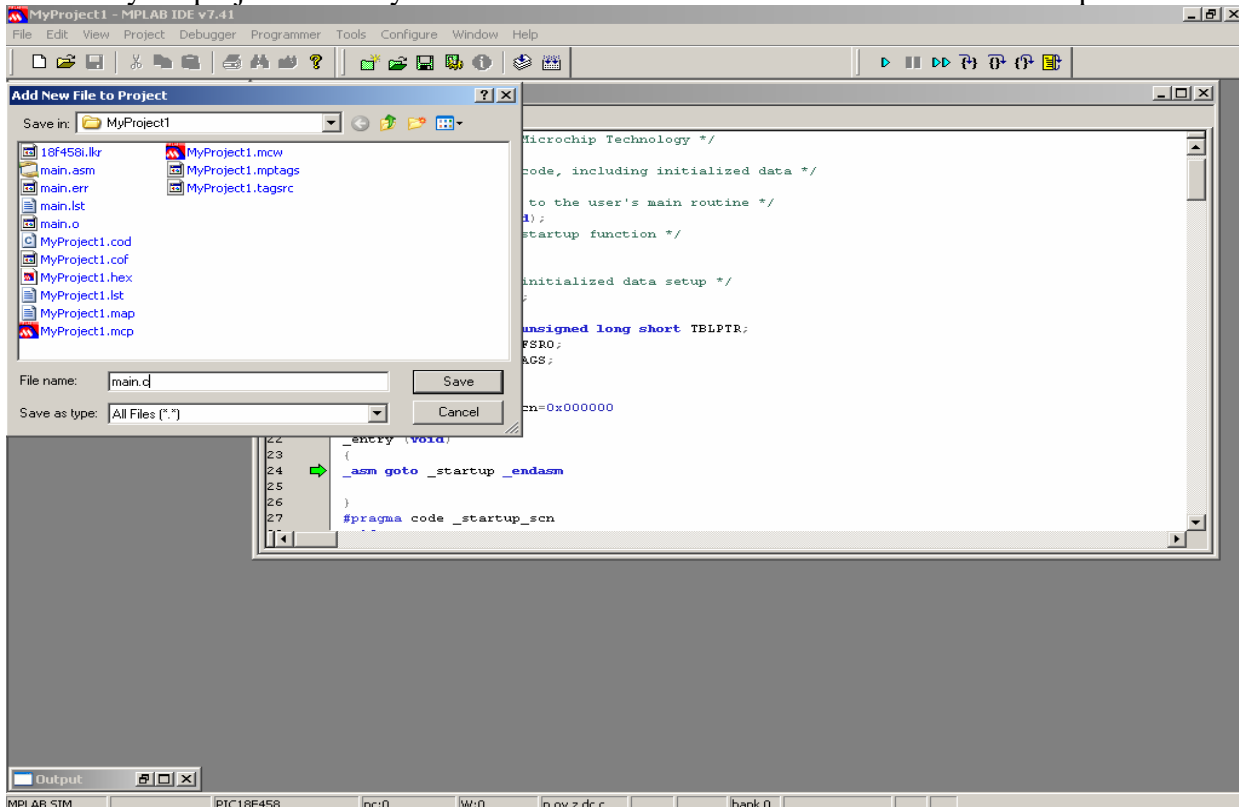 MyProject1 - MPLAB IDE v7.41
File Edit View Project Debugger Programmer Tools Configure Window Help
Add New File to Project
Save in: MyProject1
18f458i.lkr
main.asm
main.err
main.lst
main.o
MyProject1.cod
MyProject1.cof
MyProject1.hex
MyProject1.lst
MyProject1.map
MyProject1.mcp
MyProject1.mcw
MyProject1.mptags
MyProject1.tagsrc
File name: main.c
Save
Save as type: All Files (*.*)
Cancel
Microchip Technology */
code, including initialized data */
to the user's main routine */
);
startup function */
initialized data setup */
;
unsigned long short TBLPTR;
FSR0;
AGS;
cn=0x000000
22 _entry (void)
23 {
24 _asm goto _startup _endasm
25
26 }
27 #pragma code _startup_scn
Output
MPLAB SIM PIC18F458 pc:0 W:0 n ov z dc c bank 0